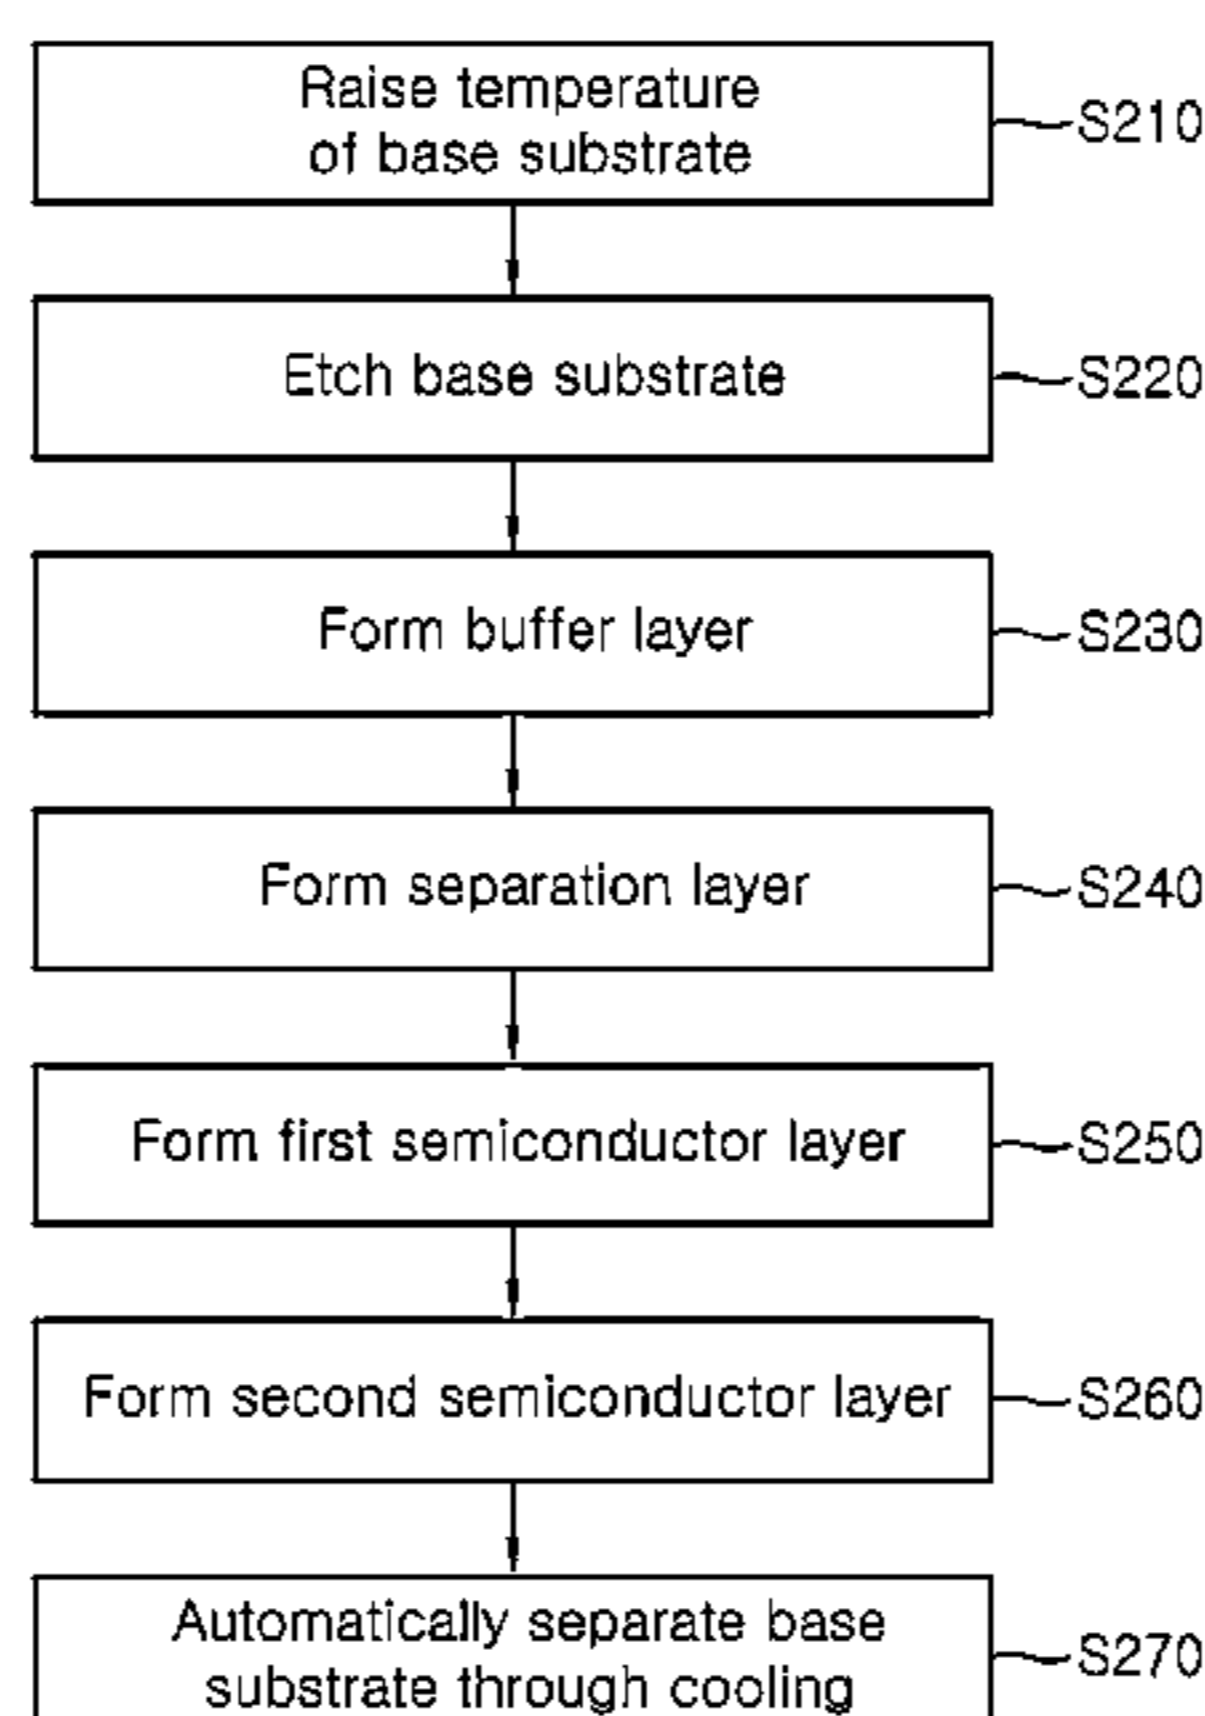 Raise temperature
of base substrate
S210
Etch base substrate
S220
Form buffer layer
S230
Form separation layer
S240
Form first semiconductor layer
S250
Form second semiconductor layer
S260
Automatically separate base
substrate through cooling
S270